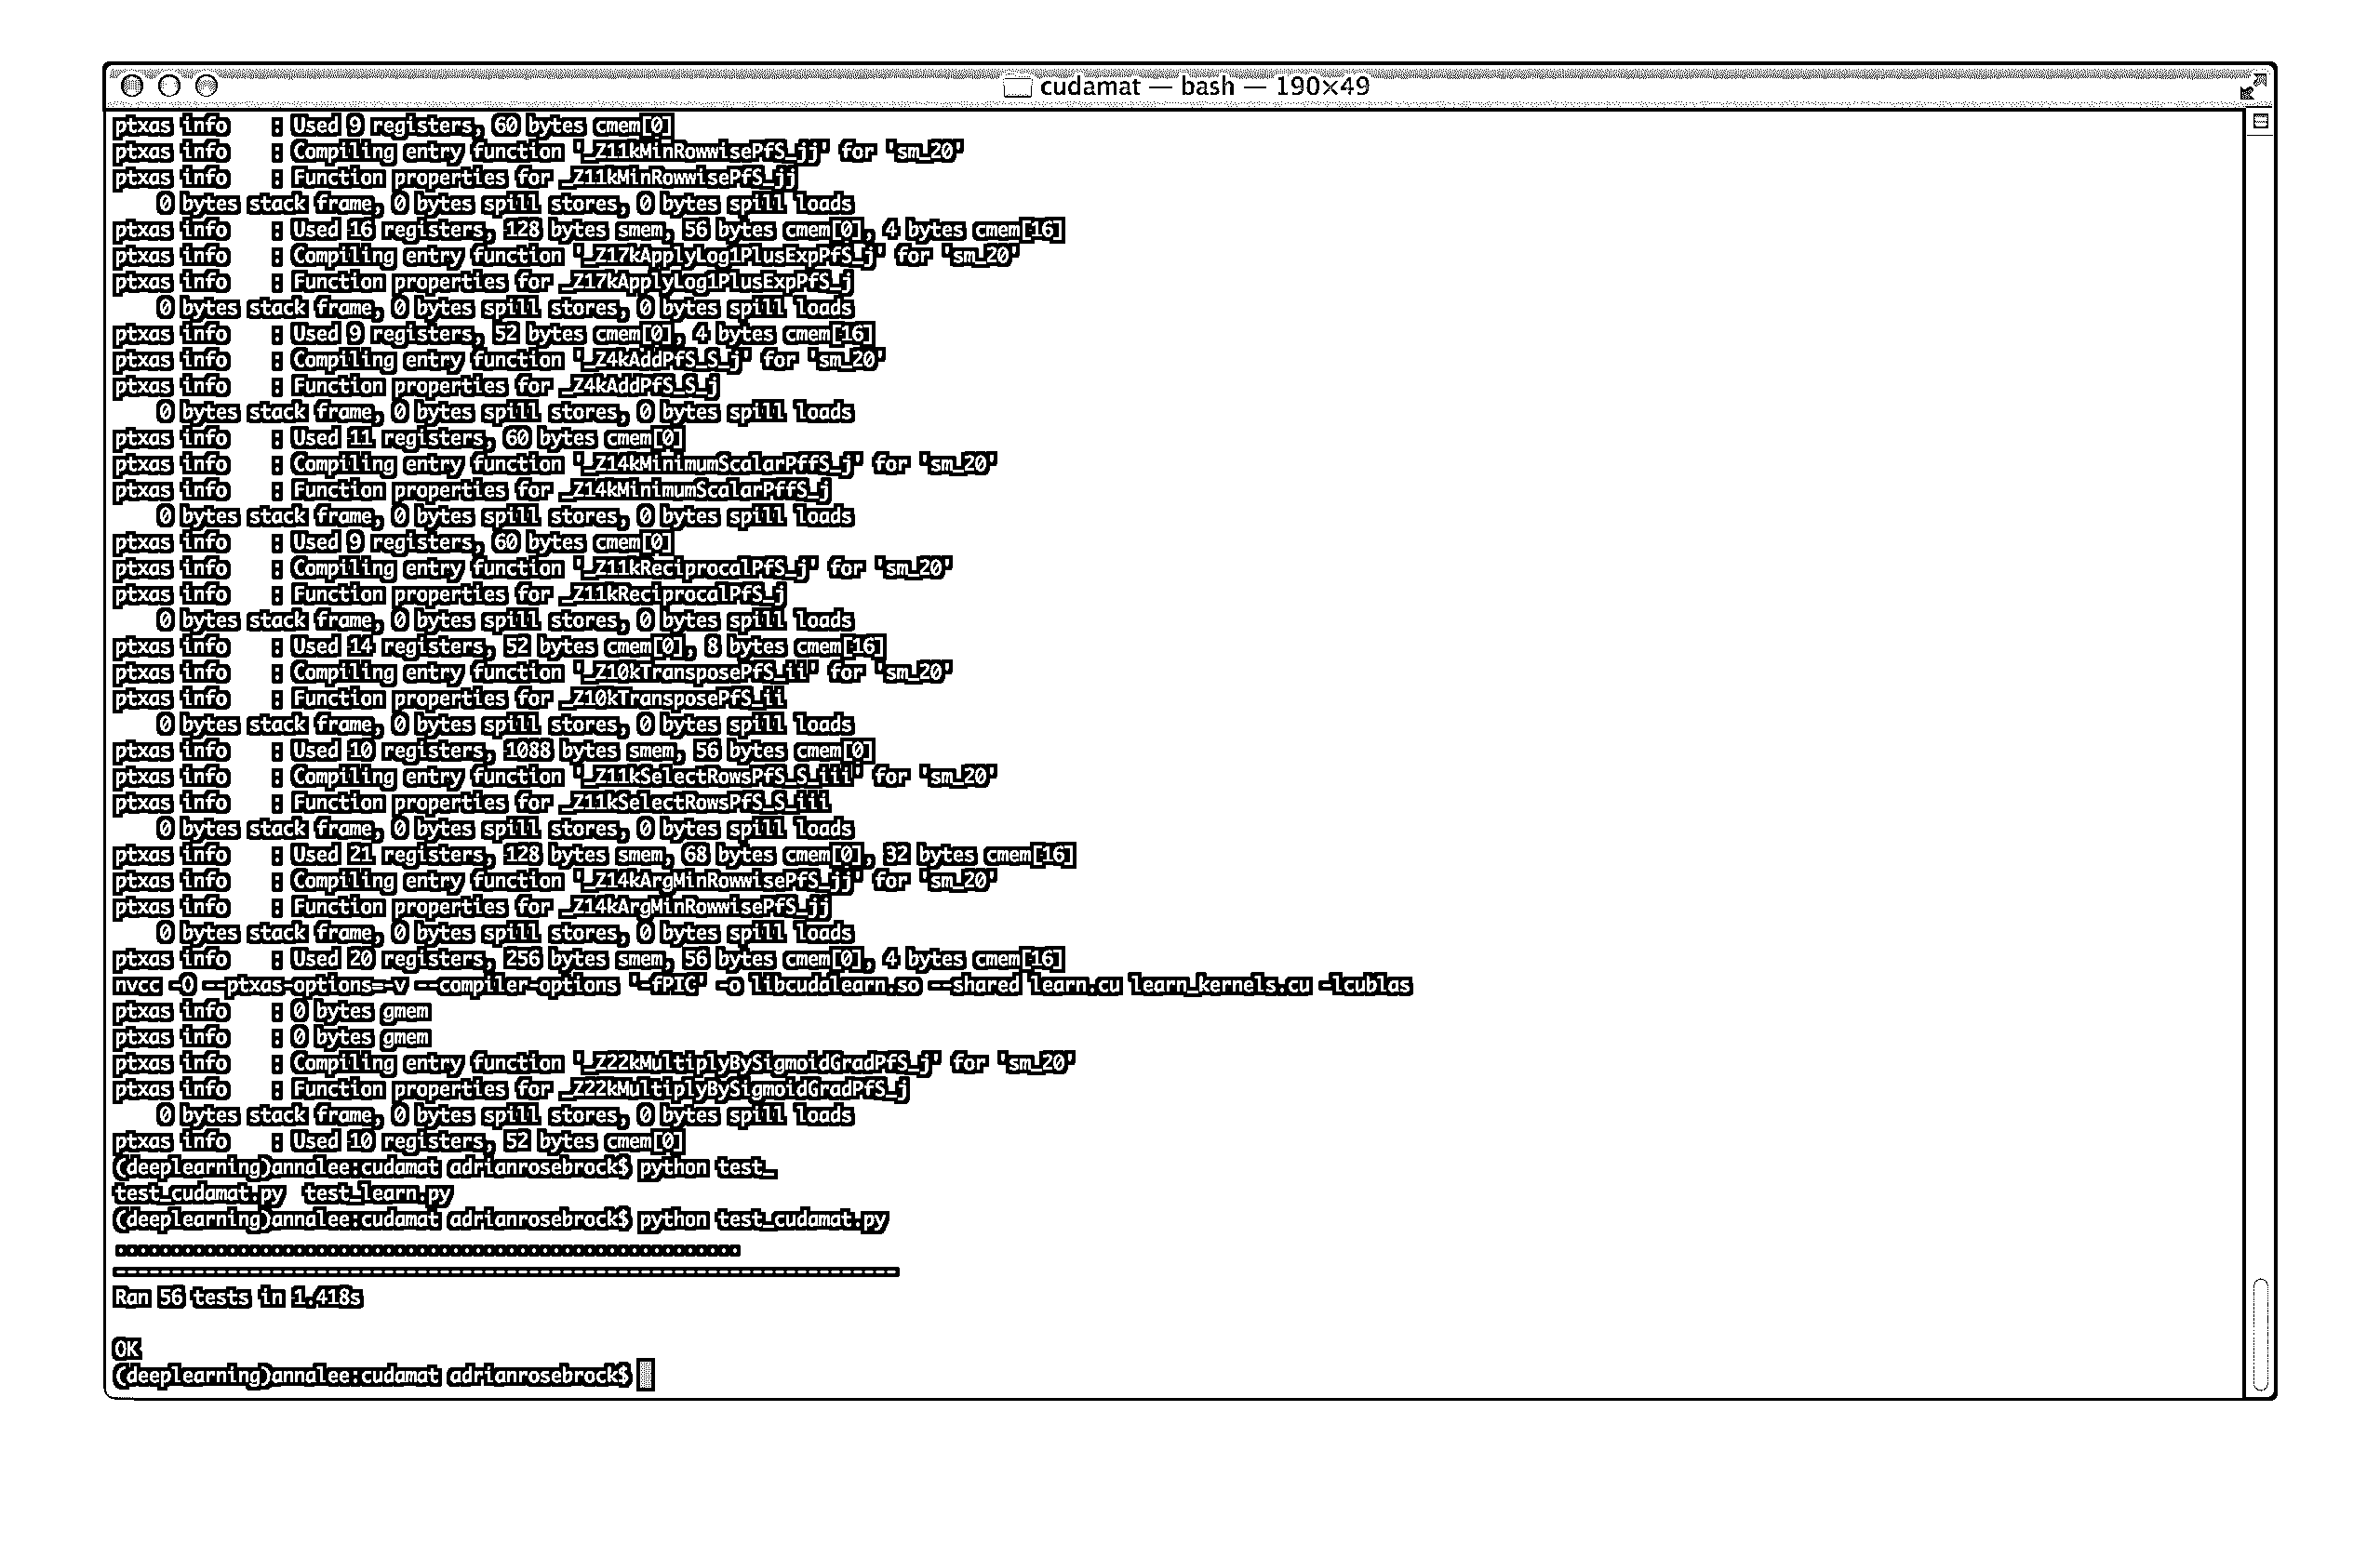 cudamat — bash — 190×49
ptxas info    : Used 9 registers, 60 bytes cmem[0]
ptxas info    : Compiling entry function '_Z11kMinRowwisePfS_jj' for 'sm_20'
ptxas info    : Function properties for _Z11kMinRowwisePfS_jj
    0 bytes stack frame, 0 bytes spill stores, 0 bytes spill loads
ptxas info    : Used 16 registers, 128 bytes smem, 56 bytes cmem[0], 4 bytes cmem[16]
ptxas info    : Compiling entry function '_Z17kApplyLog1PlusExpPfS_j' for 'sm_20'
ptxas info    : Function properties for _Z17kApplyLog1PlusExpPfS_j
    0 bytes stack frame, 0 bytes spill stores, 0 bytes spill loads
ptxas info    : Used 9 registers, 52 bytes cmem[0], 4 bytes cmem[16]
ptxas info    : Compiling entry function '_Z4kAddPfS_S_j' for 'sm_20'
ptxas info    : Function properties for _Z4kAddPfS_S_j
    0 bytes stack frame, 0 bytes spill stores, 0 bytes spill loads
ptxas info    : Used 11 registers, 60 bytes cmem[0]
ptxas info    : Compiling entry function '_Z14kMinimumScalarPffS_j' for 'sm_20'
ptxas info    : Function properties for _Z14kMinimumScalarPffS_j
    0 bytes stack frame, 0 bytes spill stores, 0 bytes spill loads
ptxas info    : Used 9 registers, 60 bytes cmem[0]
ptxas info    : Compiling entry function '_Z11kReciprocalPfS_j' for 'sm_20'
ptxas info    : Function properties for _Z11kReciprocalPfS_j
    0 bytes stack frame, 0 bytes spill stores, 0 bytes spill loads
ptxas info    : Used 14 registers, 52 bytes cmem[0], 8 bytes cmem[16]
ptxas info    : Compiling entry function '_Z10kTransposePfS_ii' for 'sm_20'
ptxas info    : Function properties for _Z10kTransposePfS_ii
    0 bytes stack frame, 0 bytes spill stores, 0 bytes spill loads
ptxas info    : Used 10 registers, 1088 bytes smem, 56 bytes cmem[0]
ptxas info    : Compiling entry function '_Z11kSelectRowsPfS_S_iii' for 'sm_20'
ptxas info    : Function properties for _Z11kSelectRowsPfS_S_iii
    0 bytes stack frame, 0 bytes spill stores, 0 bytes spill loads
ptxas info    : Used 21 registers, 128 bytes smem, 68 bytes cmem[0], 32 bytes cmem[16]
ptxas info    : Compiling entry function '_Z14kArgMinRowwisePfS_jj' for 'sm_20'
ptxas info    : Function properties for _Z14kArgMinRowwisePfS_jj
    0 bytes stack frame, 0 bytes spill stores, 0 bytes spill loads
ptxas info    : Used 20 registers, 256 bytes smem, 56 bytes cmem[0], 4 bytes cmem[16]
nvcc -O --ptxas-options=-v --compiler-options '-fPIC' -o libcudalearn.so --shared learn.cu learn_kernels.cu -lcublas
ptxas info    : 0 bytes gmem
ptxas info    : 0 bytes gmem
ptxas info    : Compiling entry function '_Z22kMultiplyBySigmoidGradPfS_j' for 'sm_20'
ptxas info    : Function properties for _Z22kMultiplyBySigmoidGradPfS_j
    0 bytes stack frame, 0 bytes spill stores, 0 bytes spill loads
ptxas info    : Used 10 registers, 52 bytes cmem[0]
(deeplearning)annalee:cudamat adrianrosebrock$ python test_
test_cudamat.py  test_learn.py
(deeplearning)annalee:cudamat adrianrosebrock$ python test_cudamat.py
........................................................
----------------------------------------------------------------------
Ran 56 tests in 1.418s

OK
(deeplearning)annalee:cudamat adrianrosebrock$